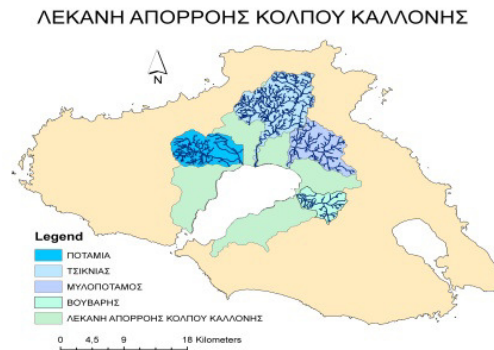 ΛΕΚΑΝΗ ΑΠΟΡΡΟΗΣ ΚΟΛΠΟΥ ΚΑΛΛΟΝΗΣ
N
Legend
ΠΟΤΑΜΙΑ
ΤΣΙΚΝΙΑΣ
ΜΥΛΟΠΟΤΑΜΟΣ
ΒΟΥΒΑΡΗΣ
ΛΕΚΑΝΗ ΑΠΟΡΡΟΗΣ ΚΟΛΠΟΥ ΚΑΛΛΟΝΗΣ
0 4,5 9 18 Kilometers